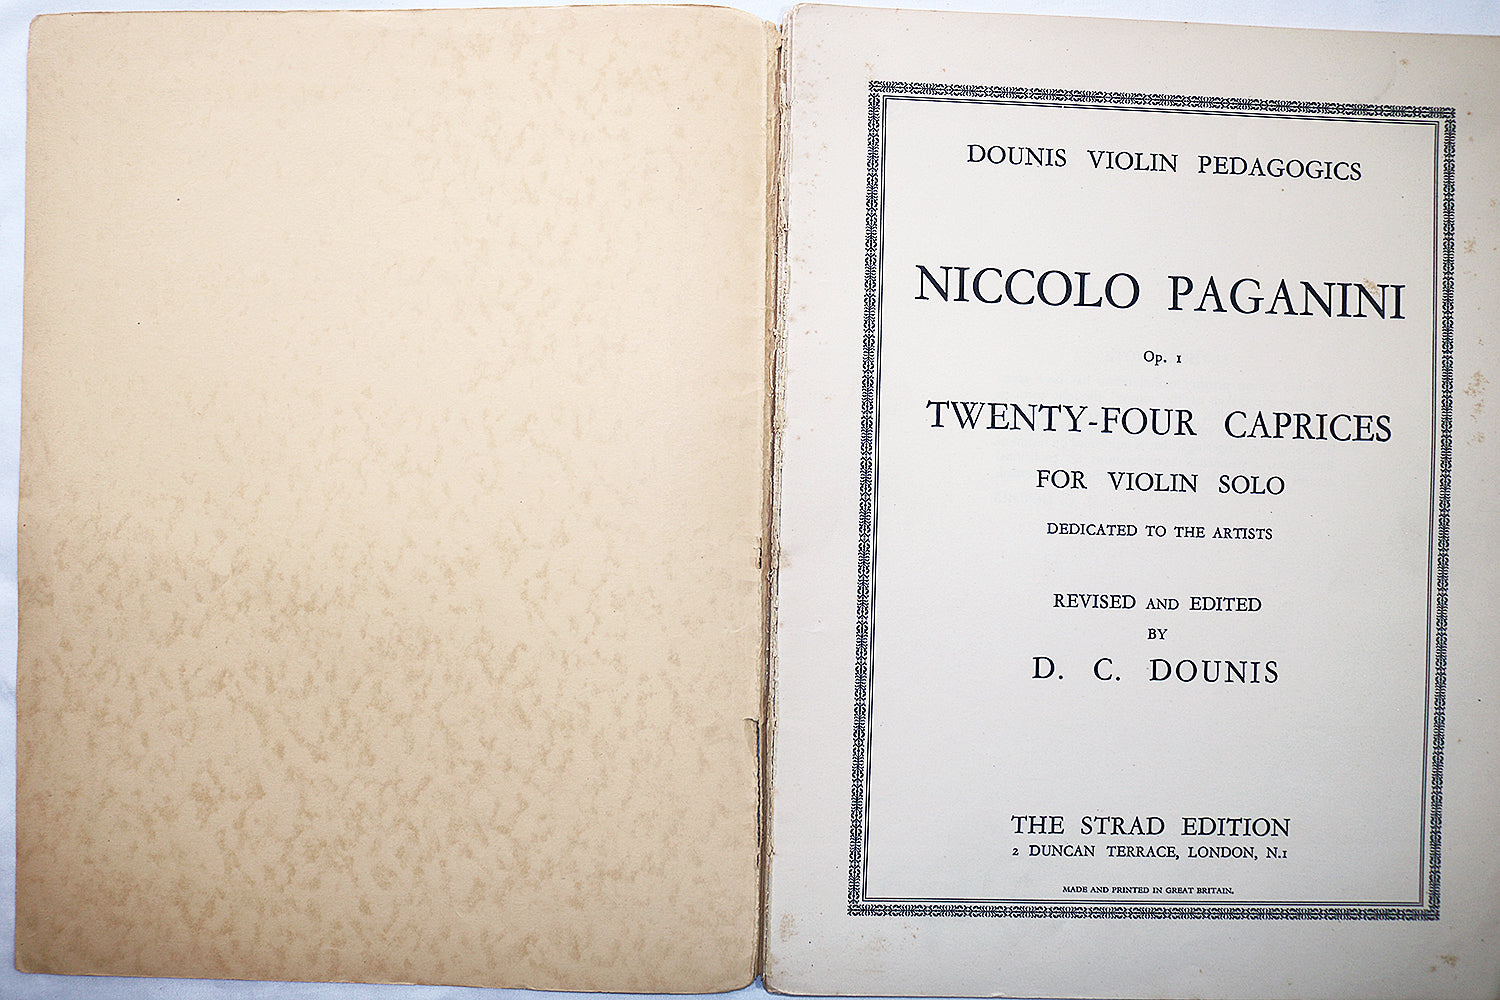 DOUNIS VIOLIN PEDAGOGICS
NICCOLO PAGANINI
Op. 1
TWENTY-FOUR CAPRICES
FOR VIOLIN SOLO
DEDICATED TO THE ARTISTS
REVISED AND EDITED
BY
D. C. DOUNIS
THE STRAD EDITION
2 DUNCAN TERRACE, LONDON, N.1
MADE AND PRINTED IN GREAT BRITAIN.